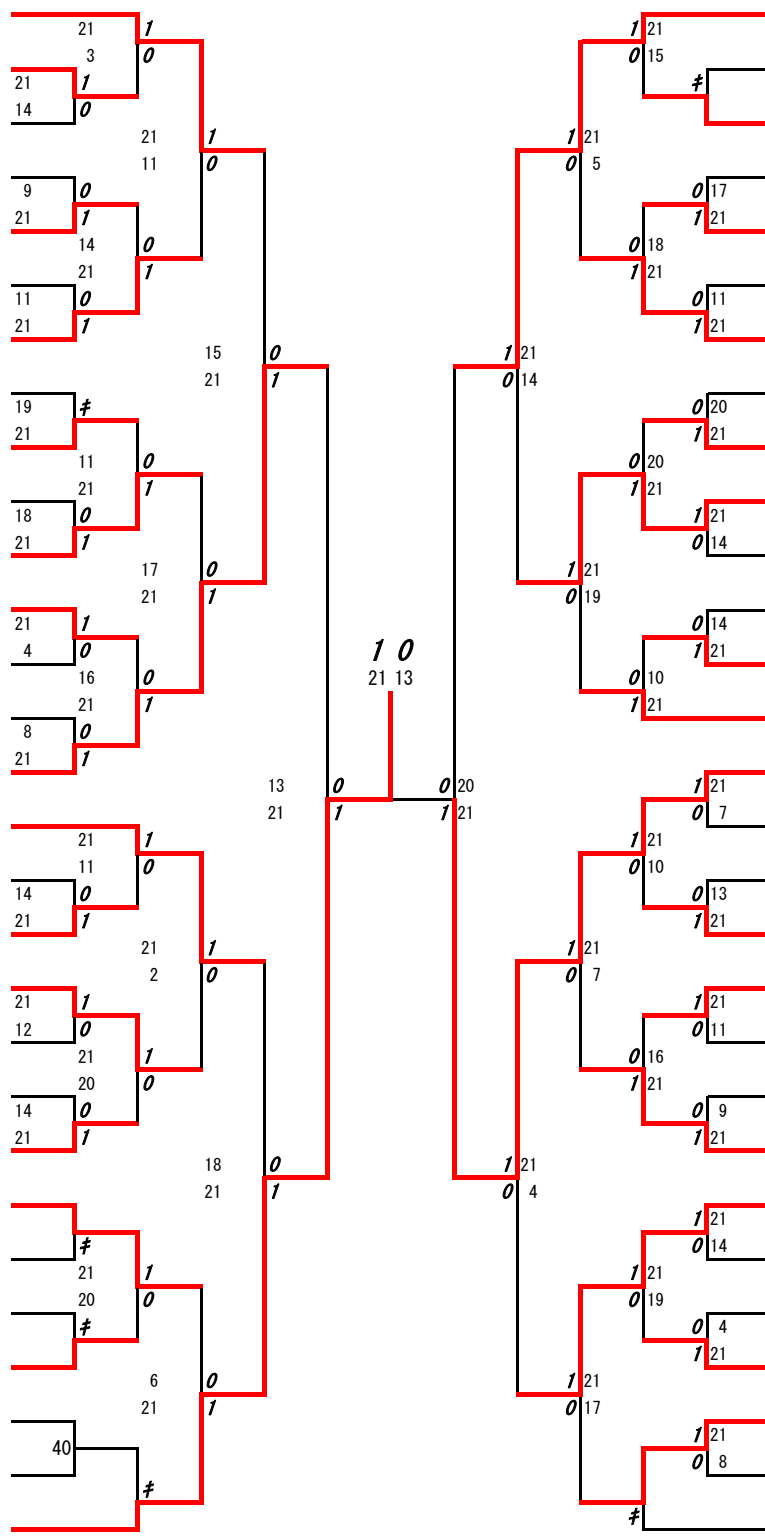 21 1 1 21
3 0 0 15
21 1 ≠
14 0
21 1 1 21
11 0 0 5
9 0 0 17
21 1 1 21
14 0 0 18
21 1 1 21
11 0 0 11
21 1 1 21
15 0 1 21
21 1 0 14
19 ≠ 0 20
21 1 21
11 0 0 20
21 1 1 21
18 0 1 21
21 1 0 14
17 0 1 21
21 1 0 19
21 1 0 14
4 0 1 21
1 0
16 0 21 13 0 10
21 1 1 21
8 0
21 1
13 0 0 20 1 21
21 1 1 21 0 7
21 1 1 21
11 0 0 10
14 0 0 13
21 1 1 21
21 1 1 21
2 0 0 7
21 1 1 21
12 0 0 11
21 1 0 16
20 0 1 21
14 0 0 9
21 1 1 21
18 0 1 21
21 1 0 4
1 21
≠ 0 14
21 1 1 21
20 0 0 19
≠ 0 4
1 21
6 0 1 21
21 1 0 17
1 21
40 0 8
≠
≠